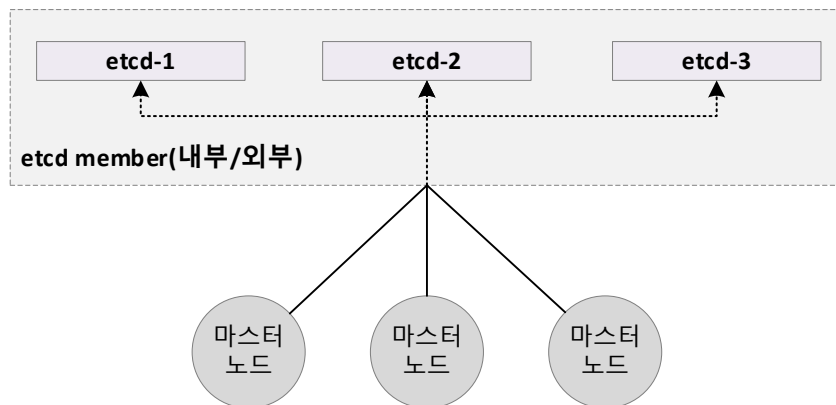 etcd-1
etcd-2
etcd-3
etcd member(내부/외부)
마스터
노드
마스터
노드
마스터
노드